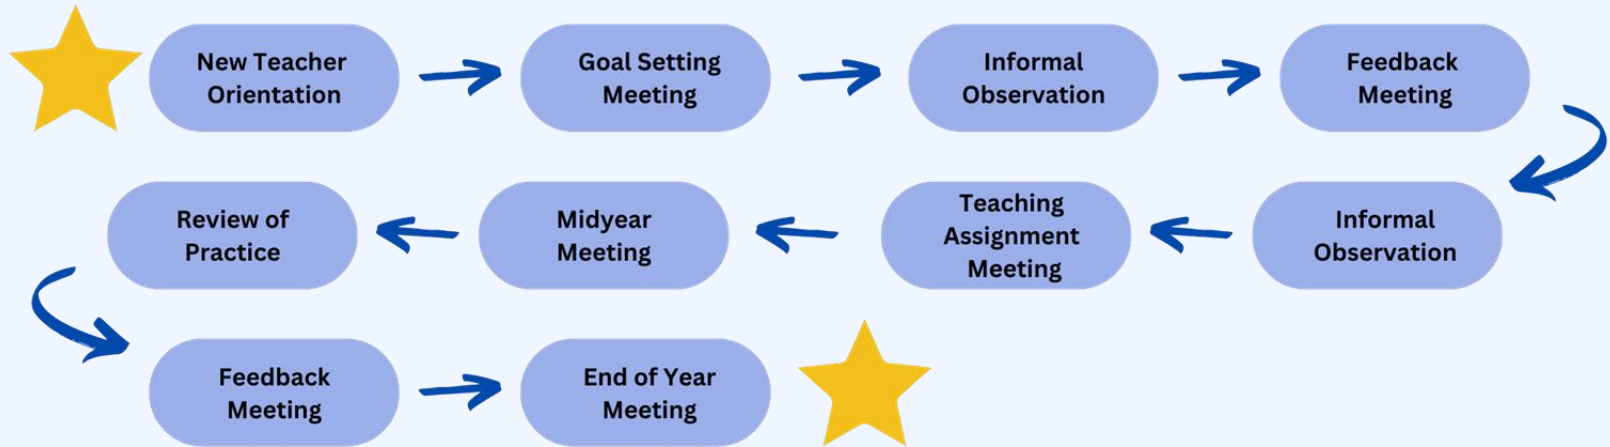 New Teacher
Orientation
Goal Setting
Meeting
Informal
Observation
Feedback
Meeting
Informal
Observation
Teaching
Assignment
Meeting
Midyear
Meeting
Review of
Practice
Feedback
Meeting
End of Year
Meeting